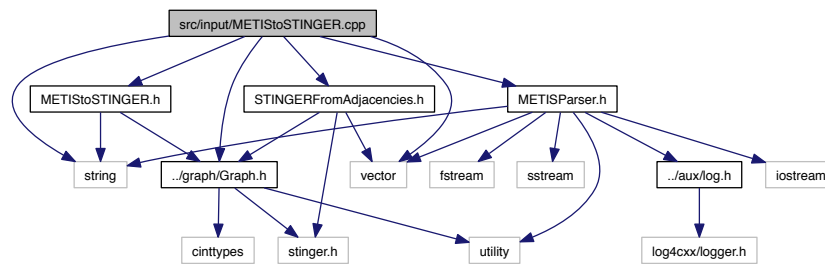 src/input/METIStoSTINGER.cpp
METIStoSTINGER.h
STINGERFromAdjacencies.h
METISParser.h
string
../graph/Graph.h
vector
fstream
sstream
../aux/log.h
iostream
cinttypes
stinger.h
utility
log4cxx/logger.h